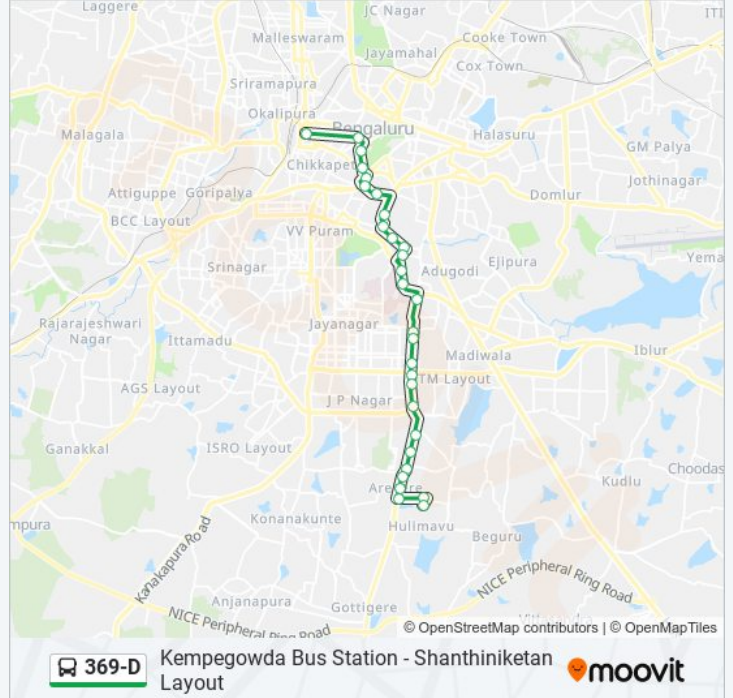 Laggere
JC Nagar
ITI
Malleswaram
Cooke Town
Jayamahal
Cox Town
Sriramapura
Okalipura
Malagala
Bengaluru
Halasuru
GM Palya
Chikkapet
Jothinagar
Attiguppe
Goripalya
Domlur
BCC Layout
VV Puram
Ejipura
Yema
Srinagar
Adugodi
Rajarajeshwari
Nagar
Jayanagar
Ittamadu
Madiwala
Iblur
AGS Layout
TM Layout
J P Nagar
Ganakkal
ISRO Layout
Choodas
Kudlu
mpura
Konanakunte
Hulimavu
Beguru
Kanakapura Road
NICE Peripheral Ring Road
Anjanapura
Gottigere
NICE Peripheral Ring Road
© OpenStreetMap contributors | © OpenMapTiles
369-D
Kempegowda Bus Station - Shanthiniketan
Layout
moovit